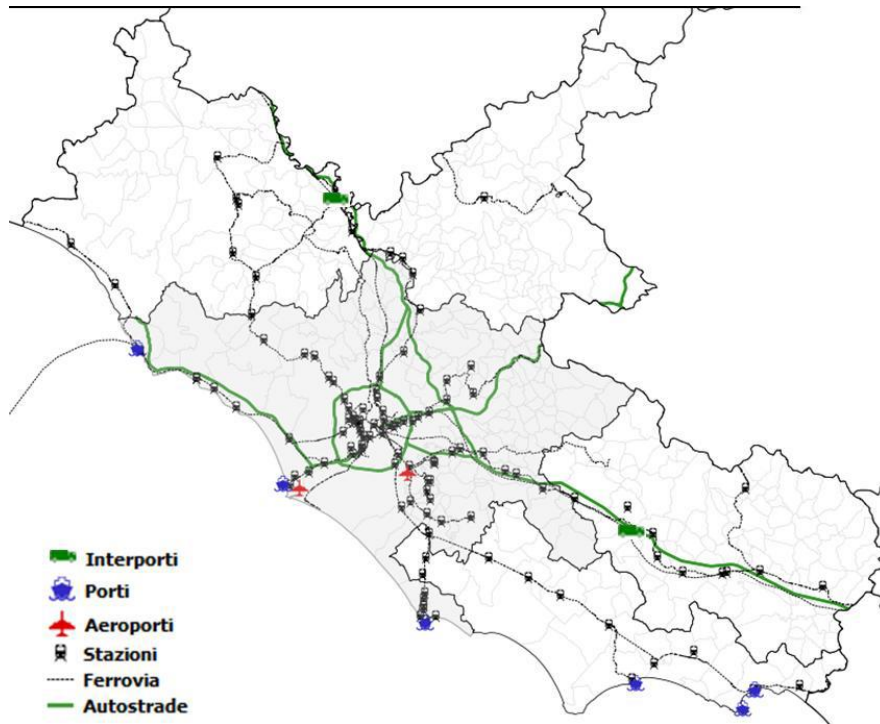 Interporti
Porti
Aeroporti
Stazioni
Ferrovia
Autostrade